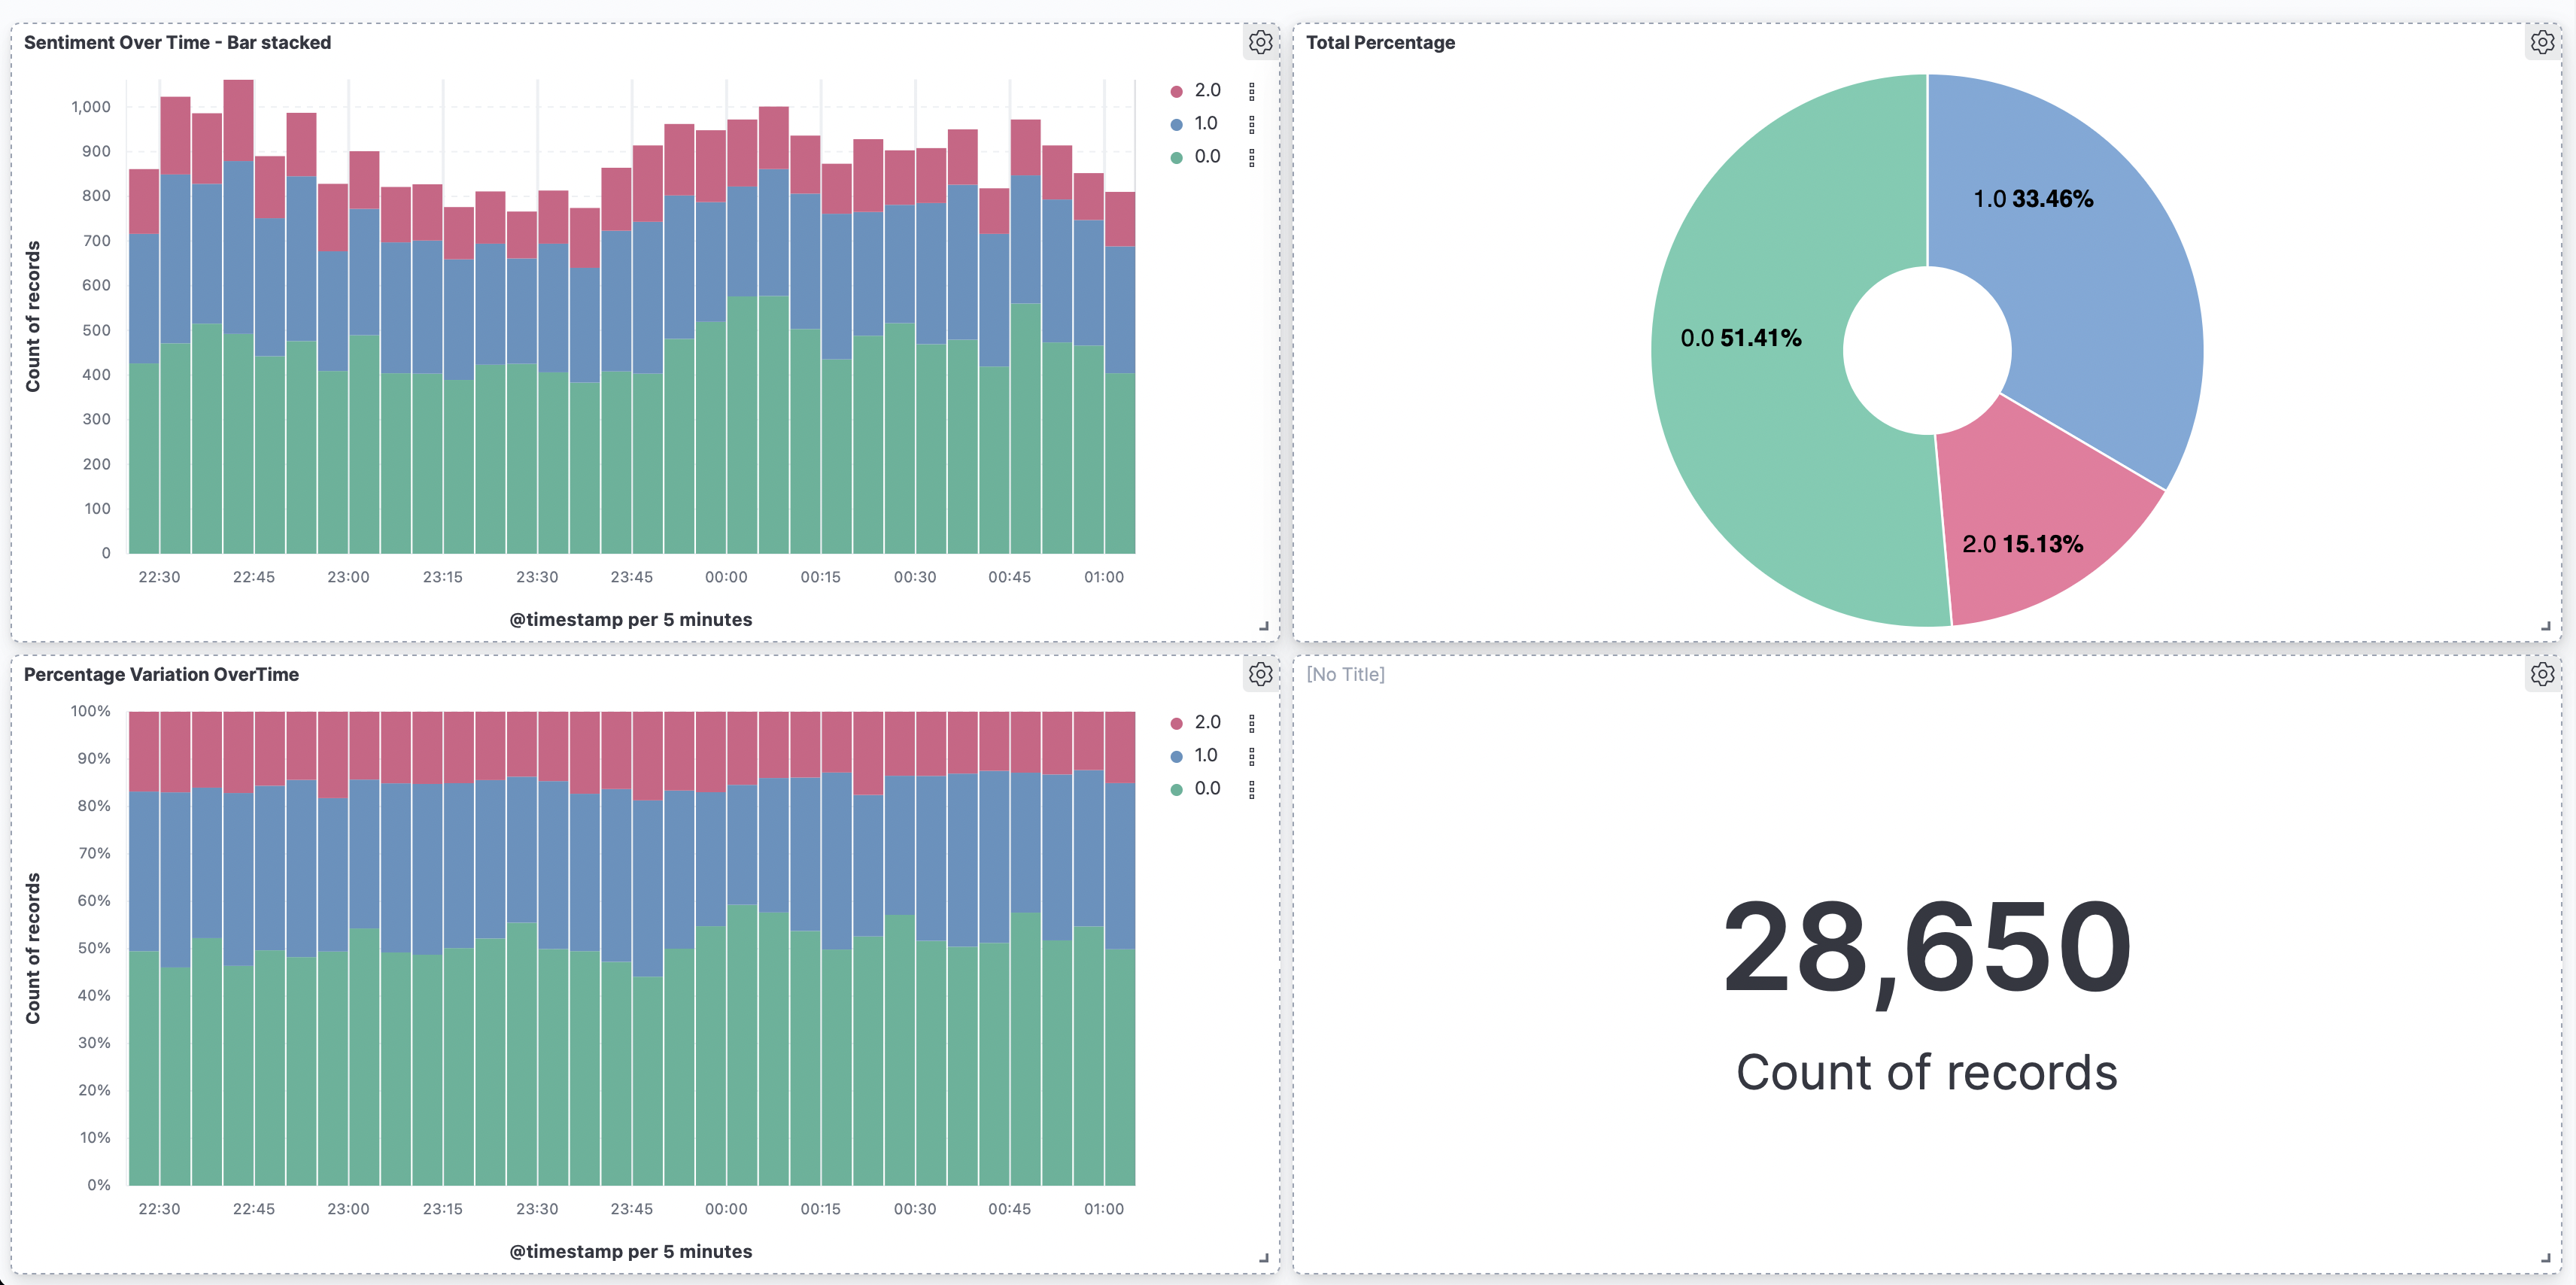 Sentiment Over Time - Bar stacked
Count of records
1,000
900
800
700
600
500
400
300
200
100
0
22:30 22:45 23:00 23:15 23:30 23:45 00:00 00:15 00:30 00:45 01:00
@timestamp per 5 minutes
2.0
1.0
0.0
Total Percentage
1.0 33.46%
0.0 51.41%
2.0 15.13%
Percentage Variation OverTime
Count of records
100%
90%
80%
70%
60%
50%
40%
30%
20%
10%
0%
22:30 22:45 23:00 23:15 23:30 23:45 00:00 00:15 00:30 00:45 01:00
@timestamp per 5 minutes
2.0
1.0
0.0
[No Title]
28,650
Count of records